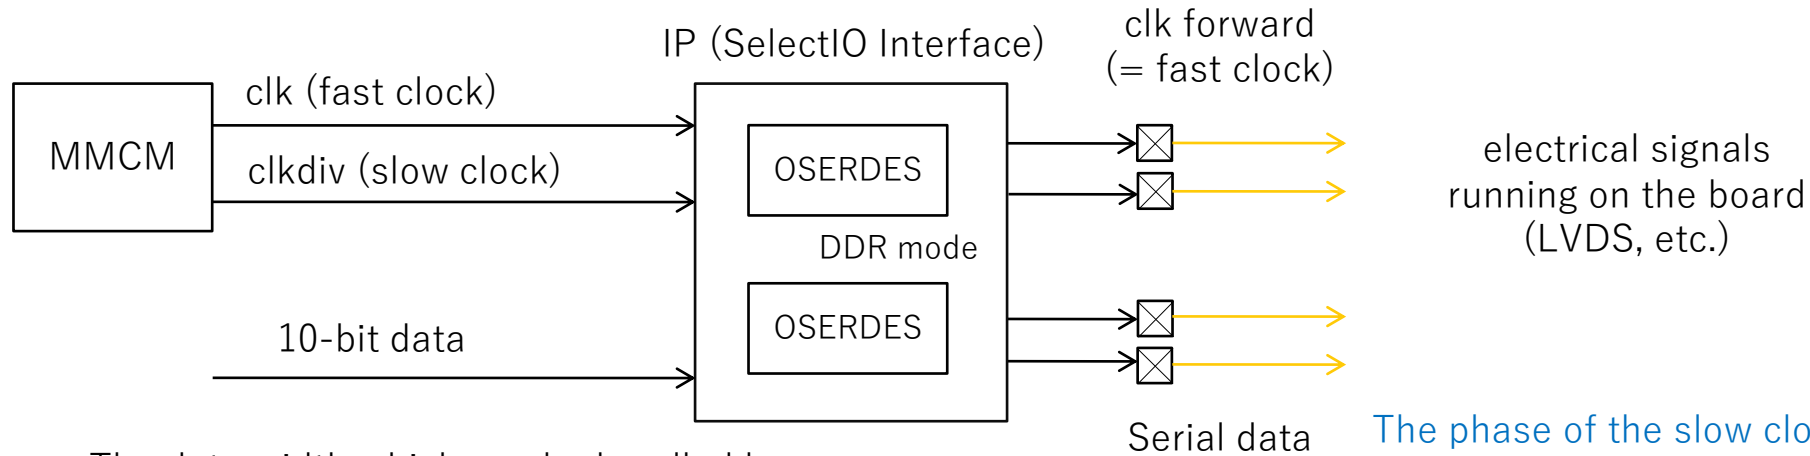 clk forward
(= fast clock)
IP (SelectIO Interface)
clk (fast clock)
MMCM
clkdiv (slow clock)
OSERDES
DDR mode
OSERDES
electrical signals
running on the board
(LVDS, etc.)
10-bit data
Serial data
The phase of the slow clo